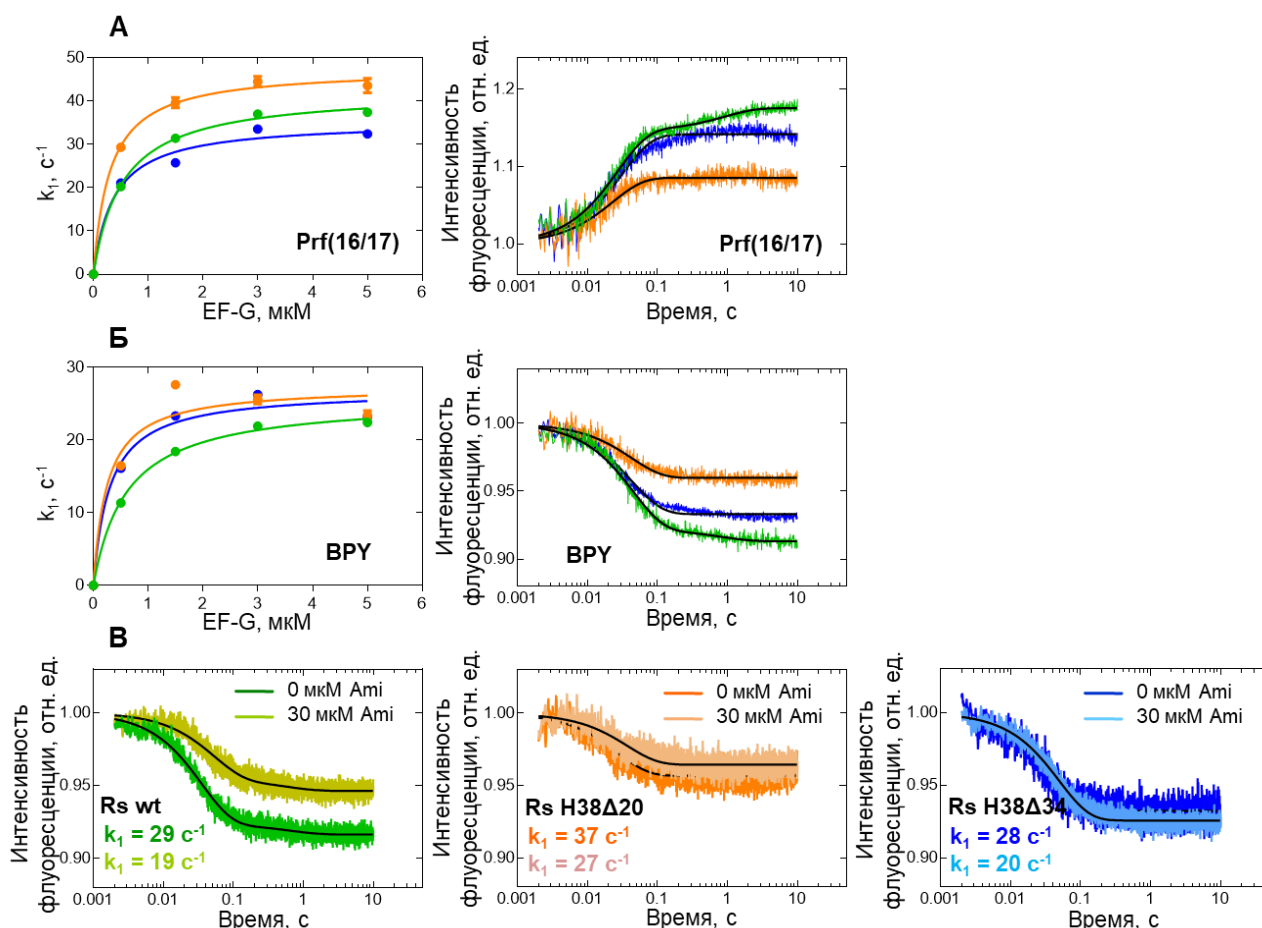 А
k₁, с⁻¹
50
40
30
20
10
0
0 1 2 3 4 5 6
EF-G, мкМ
Prf(16/17)
Интенсивность
флуоресценции, отн. ед.
1.2
1.1
1.0
0.001 0.01 0.1 1 10
Время, с
Prf(16/17)
Б
k₁, с⁻¹
30
20
10
0
0 1 2 3 4 5 6
EF-G, мкМ
BPY
Интенсивность
флуоресценции, отн. ед.
1.00
0.95
0.90
0.001 0.01 0.1 1 10
Время, с
BPY
В
Интенсивность
флуоресценции, отн. ед.
1.00
0.95
0.90
0 мкМ Ami
30 мкМ Ami
Rs wt
k₁ = 29 с⁻¹
k₁ = 19 с⁻¹
0.001 0.01 0.1 1 10
Время, с
Интенсивность
флуоресценции, отн. ед.
1.00
0.95
0.90
0 мкМ Ami
30 мкМ Ami
Rs H38Δ20
k₁ = 37 с⁻¹
k₁ = 27 с⁻¹
0.001 0.01 0.1 1 10
Время, с
Интенсивность
флуоресценции, отн. ед.
1.00
0.95
0.90
0 мкМ Ami
30 мкМ Ami
Rs H38Δ34
k₁ = 28 с⁻¹
k₁ = 20 с⁻¹
0.001 0.01 0.1 1 10
Время, с